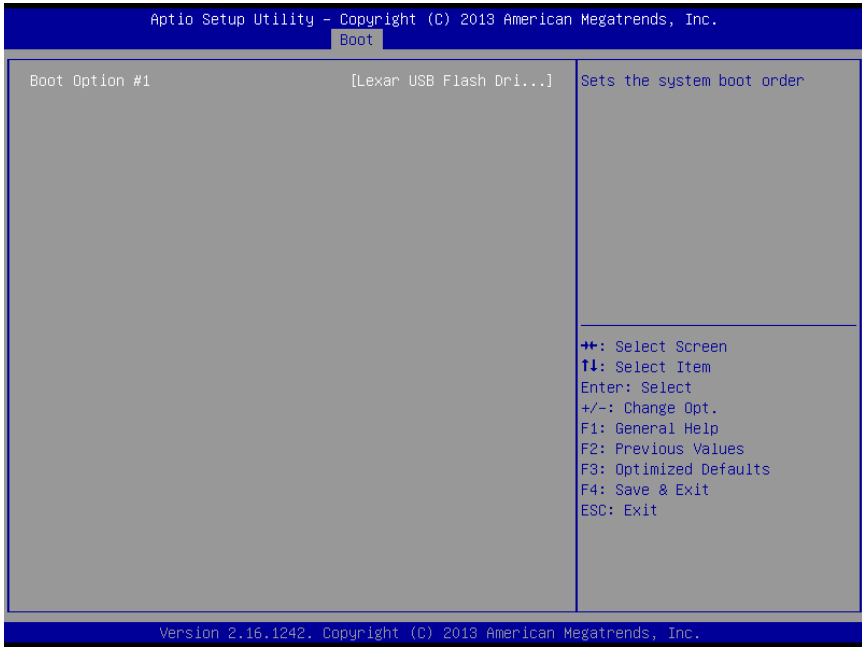 Aptio Setup Utility – Copyright (C) 2013 American Megatrends, Inc.
Boot
Boot Option #1 [Lexar USB Flash Dri...]
Sets the system boot order
→←: Select Screen
↑↓: Select Item
Enter: Select
+/-: Change Opt.
F1: General Help
F2: Previous Values
F3: Optimized Defaults
F4: Save & Exit
ESC: Exit
Version 2.16.1242. Copyright (C) 2013 American Megatrends, Inc.